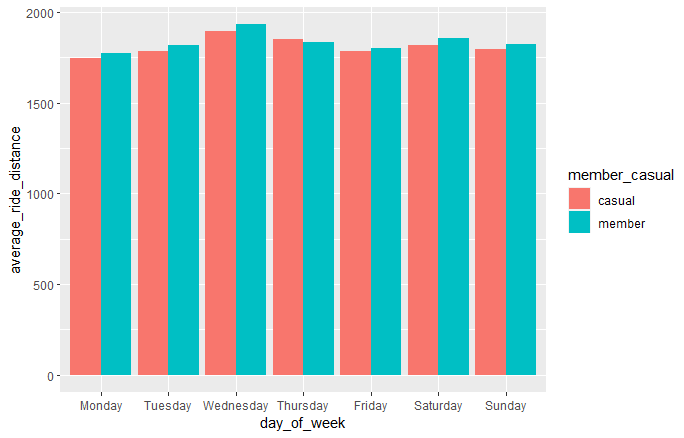 average_ride_distance
2000
1500
1000
500
0
Monday Tuesday Wednesday Thursday Friday Saturday Sunday
day_of_week
member_casual
casual
member